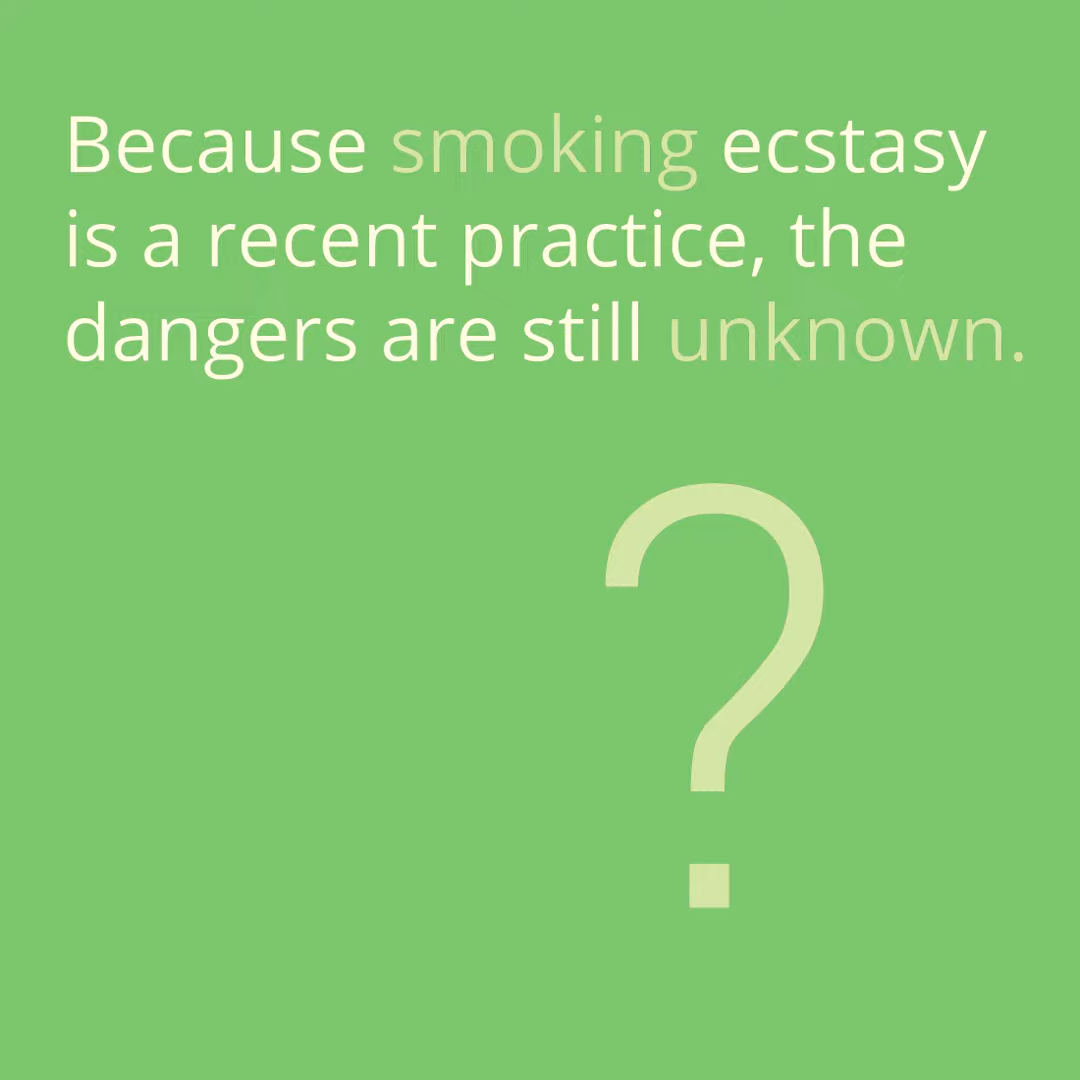 Because smoking ecstasy
is a recent practice, the
dangers are still unknown.
?